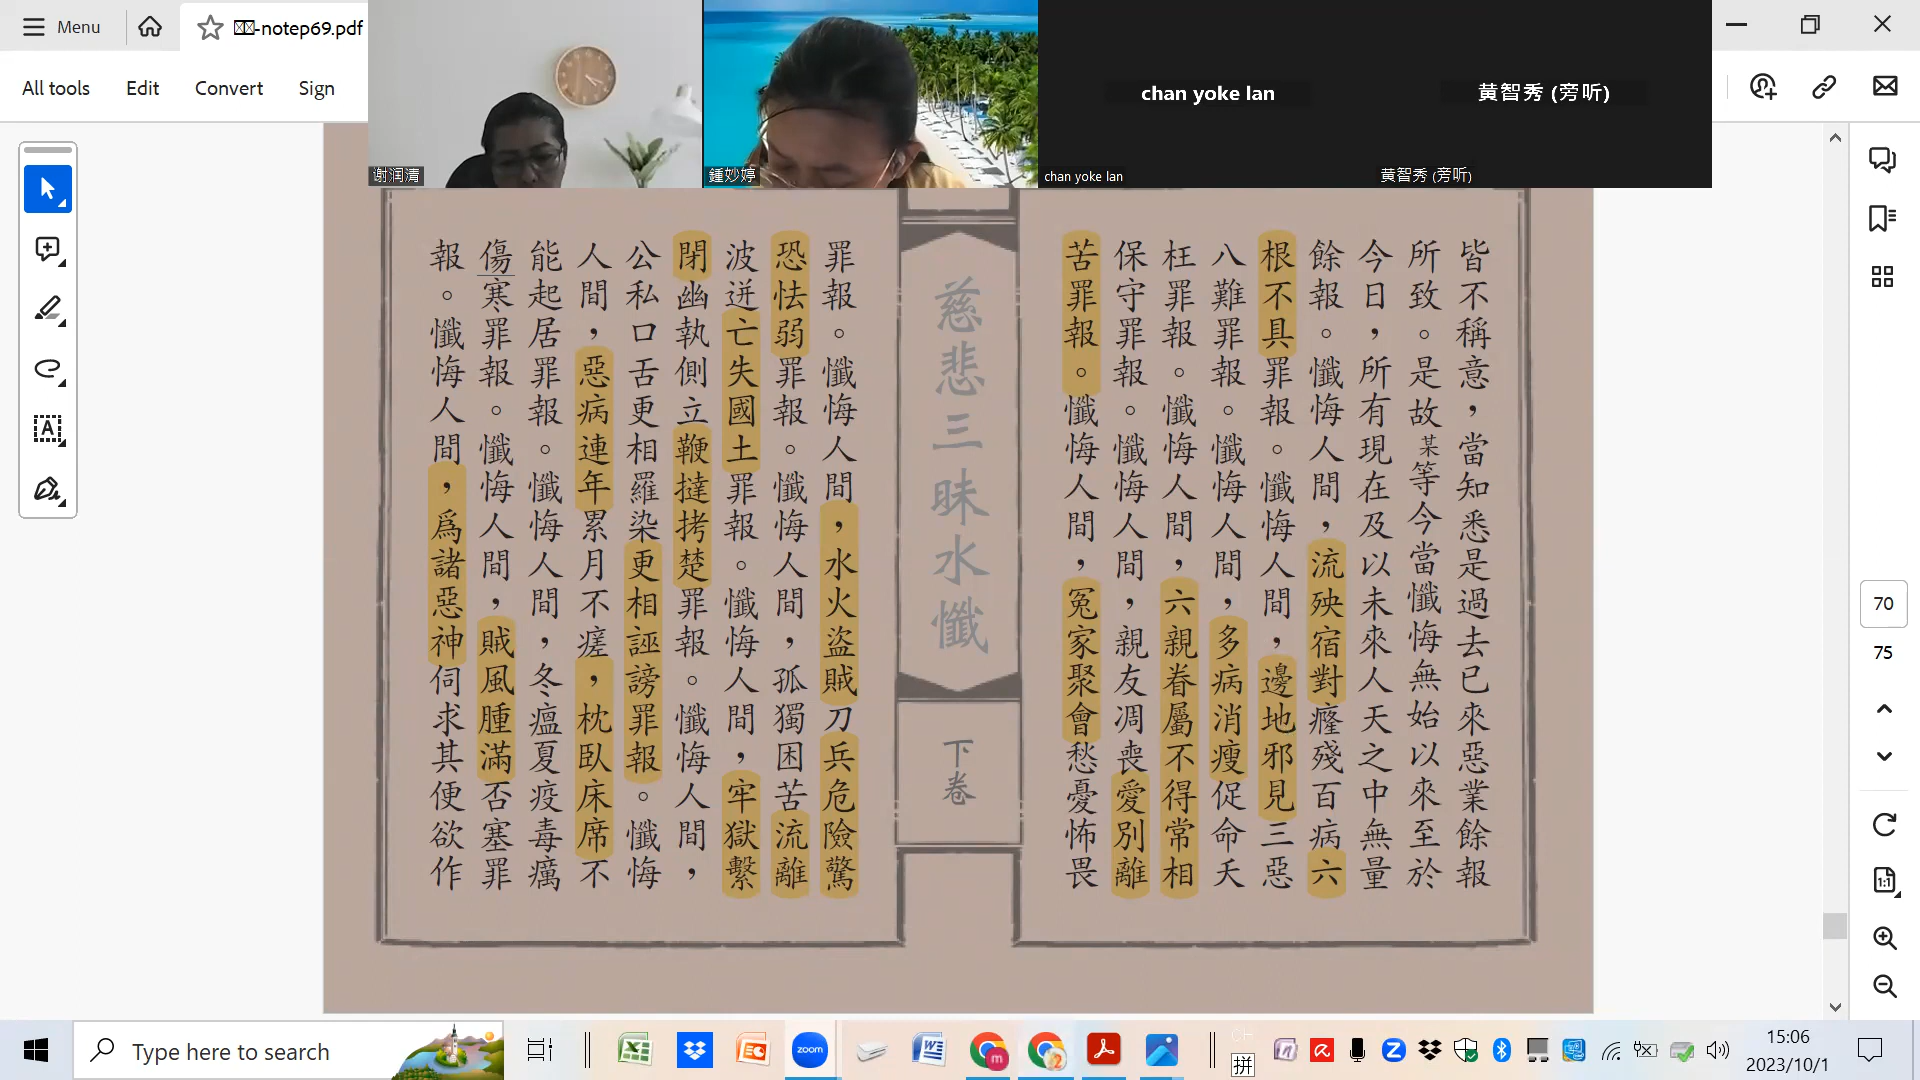 Menu
-notep69.pdf
All tools
Edit
Convert
Sign
谢润清
鍾妙婷
chan yoke lan
chan yoke lan
黄智秀 (旁听)
黄智秀 (旁听)
皆不稱意，當知悉是過去已來惡業餘報
所致。是故某等今當懺悔無始以來至於
今日，所有現在及以未來人天之中無量
餘報。懺悔人間，流殃宿對癃殘百病六
根不具罪報。懺悔人間，邊地邪見三惡
八難罪報。懺悔人間，多病消瘦促命夭
枉罪報。懺悔人間，六親眷屬不得常相
保守罪報。懺悔人間，親友凋喪愛別離
苦罪報。懺悔人間，冤家聚會愁憂怖畏
慈悲三昧水懺
下卷
罪報。懺悔人間，水火盜賊刀兵危險驚
恐怯弱罪報。懺悔人間，孤獨困苦流離
波迸亡失國土罪報。懺悔人間，牢獄繫
閉幽執側立鞭撻拷楚罪報。懺悔人間，
公私口舌更相羅染更相誣謗罪報。懺悔
人間，惡病連年累月不瘥，枕臥床席不
能起居罪報。懺悔人間，冬瘟夏疫毒癘
傷寒罪報。懺悔人間，賊風腫滿否塞罪
報。懺悔人間，爲諸惡神伺求其便欲作
70
75
Type here to search
zoom
拼
15:06
2023/10/1